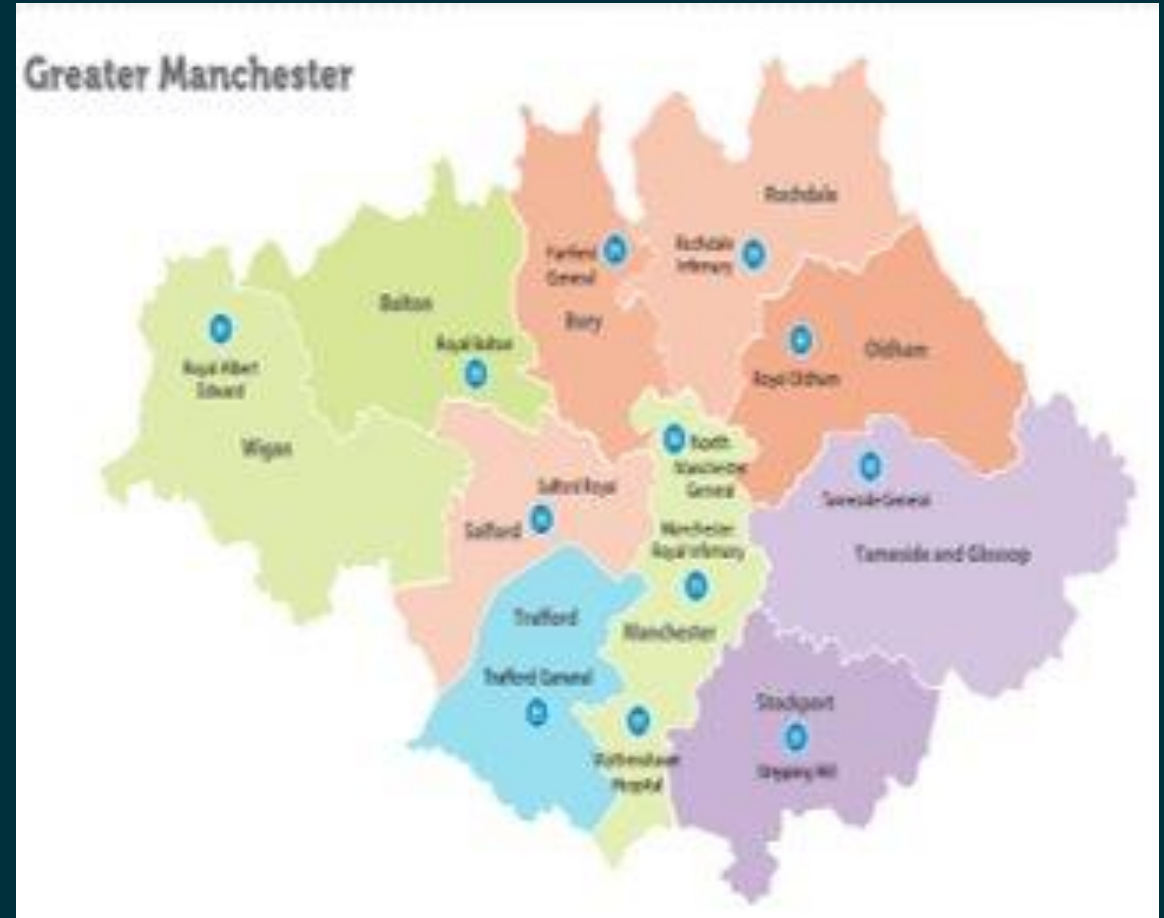 Greater Manchester
Rochdale
Fairfield
General
Rochdale
Infirmary
Bolton
Bury
Royal Bolton
Oldham
Royal Oldham
Royal Albert
Edward
Wigan
North
Manchester
General
Salford Royal
Salford
Tameside General
Manchester
Royal Infirmary
Tameside and Glossop
Trafford
Manchester
Trafford General
Stockport
Wythenshawe
Hospital
Stepping Hill